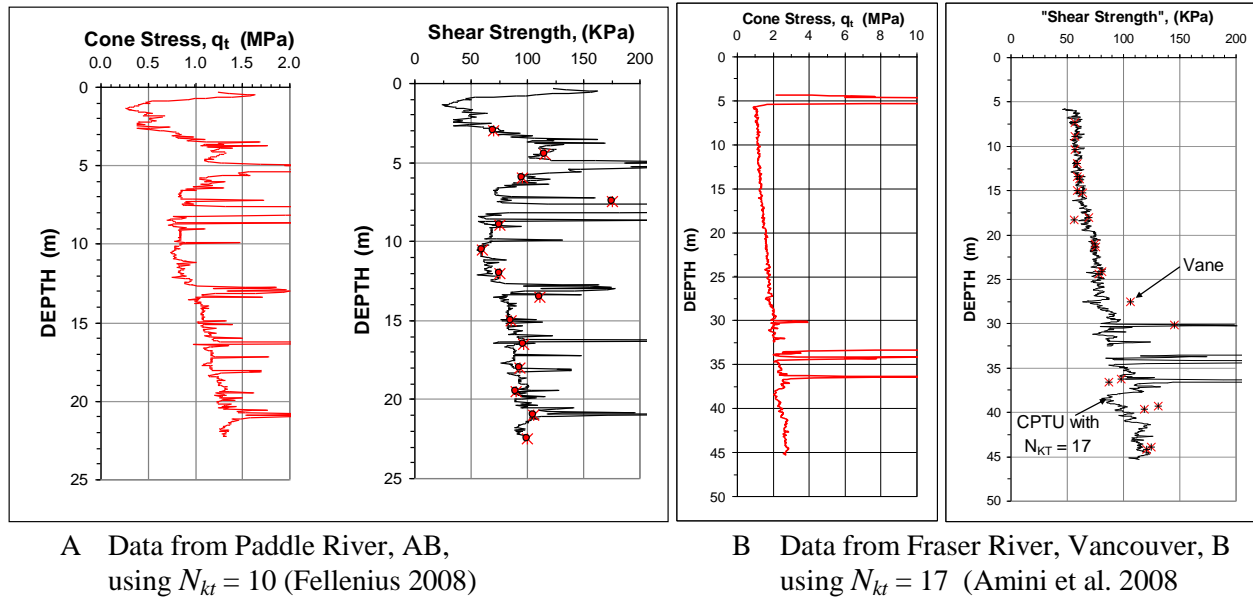 Cone Stress, qt (MPa)
0.0 0.5 1.0 1.5 2.0
0
5
10
15
20
25
DEPTH (m)
Shear Strength, (KPa)
0 50 100 150 200
0
5
10
15
20
25
DEPTH (m)
Cone Stress, qt (MPa)
0 2 4 6 8 10
0
5
10
15
20
25
30
35
40
45
50
DEPTH (m)
"Shear Strength", (KPa)
0 50 100 150 200
0
5
10
15
20
25
30
35
40
45
50
DEPTH (m)
Vane
CPTU with
NKT = 17
A Data from Paddle River, AB,
using Nkt = 10 (Fellenius 2008)
B Data from Fraser River, Vancouver, B
using Nkt = 17 (Amini et al. 2008